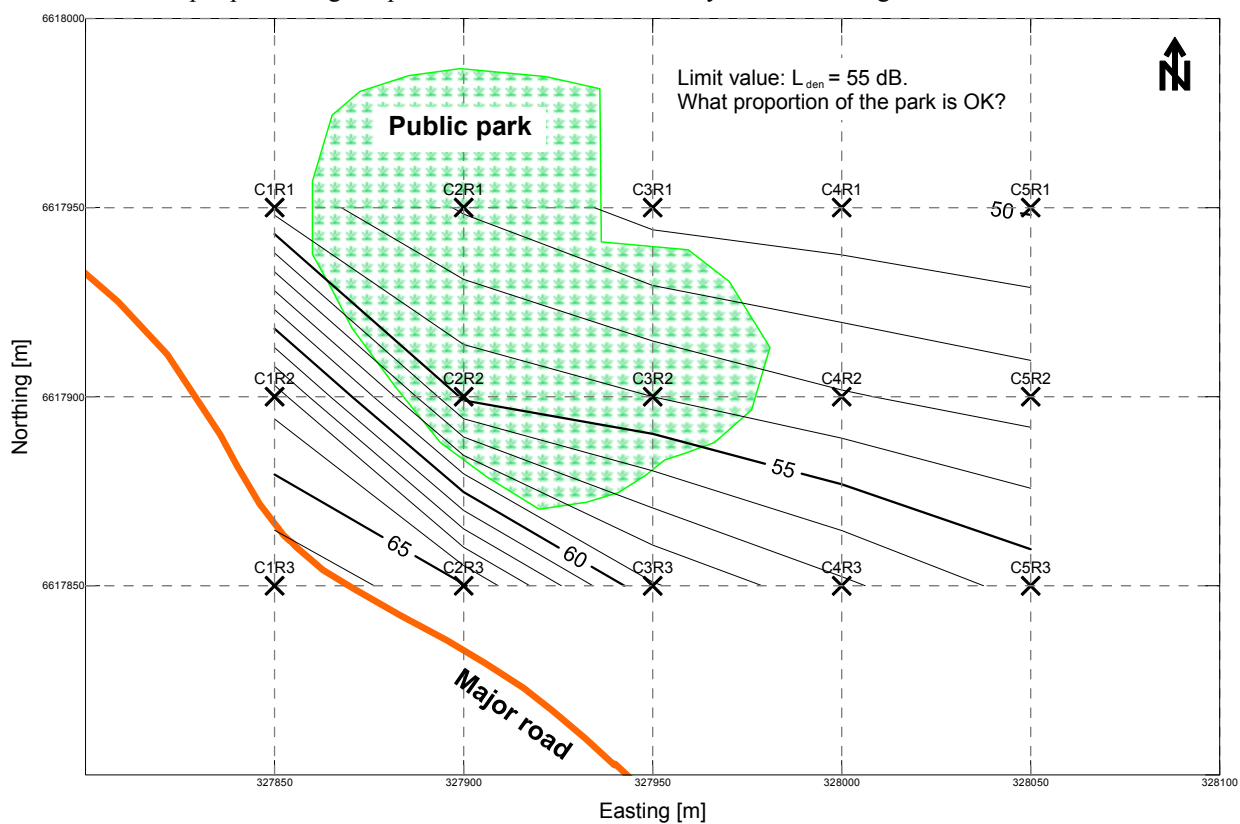 6618000
N
Limit value: Lden = 55 dB.
What proportion of the park is OK?
Public park
C1R1
C2R1
C3R1
C4R1
C5R1
6617950
50
Northing [m]
C1R2
C2R2
C3R2
C4R2
C5R2
6617900
55
65
60
C1R3
C2R3
C3R3
C4R3
C5R3
6617850
Major road
327850
327900
327950
328000
328050
328100
Easting [m]